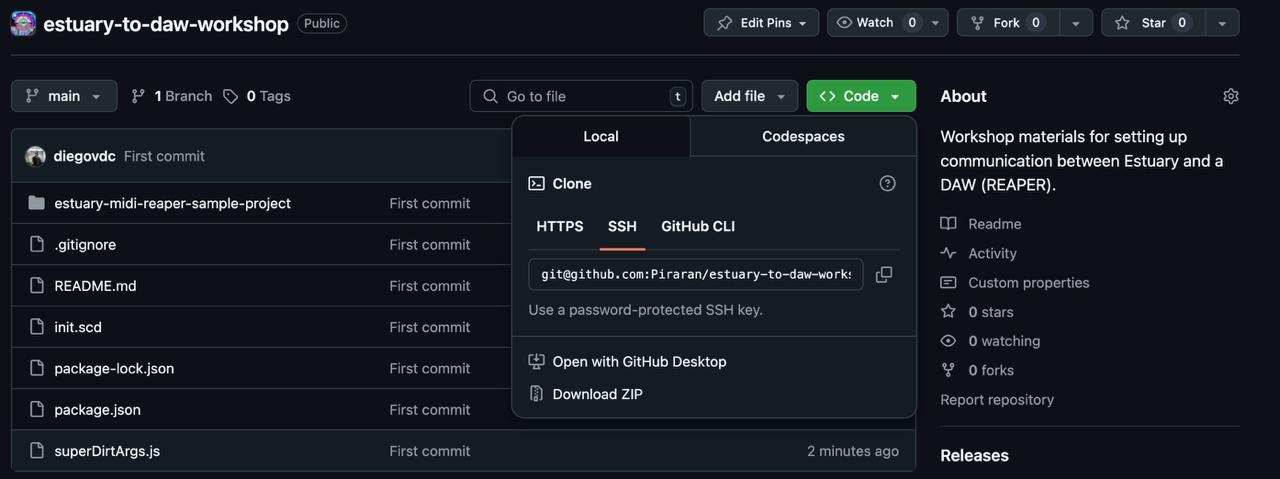 estuary-to-daw-workshop Public Edit Pins Watch 0 Fork 0 Star 0
main 1 Branch 0 Tags Go to file t Add file Code
Local Codespaces
diegovdc First commit
Clone
estuary-midi-reaper-sample-project First commit
HTTPS SSH GitHub CLI
.gitignore First commit
git@github.com:Piraran/estuary-to-daw-works
README.md First commit
Use a password-protected SSH key.
init.scd First commit
Open with GitHub Desktop
package-lock.json First commit
Download ZIP
package.json First commit
superDirtArgs.js First commit 2 minutes ago
About
Workshop materials for setting up
communication between Estuary and a
DAW (REAPER).
Readme
Activity
Custom properties
0 stars
0 watching
0 forks
Report repository
Releases